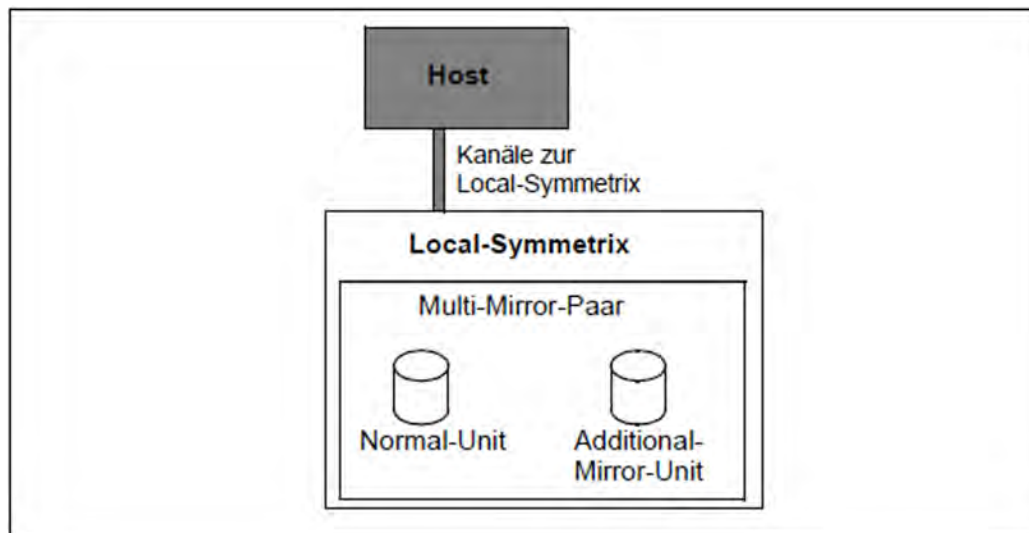 Host
Kanäle zur
Local-Symmetrix
Local-Symmetrix
Multi-Mirror-Paar
Normal-Unit
Additional-
Mirror-Unit